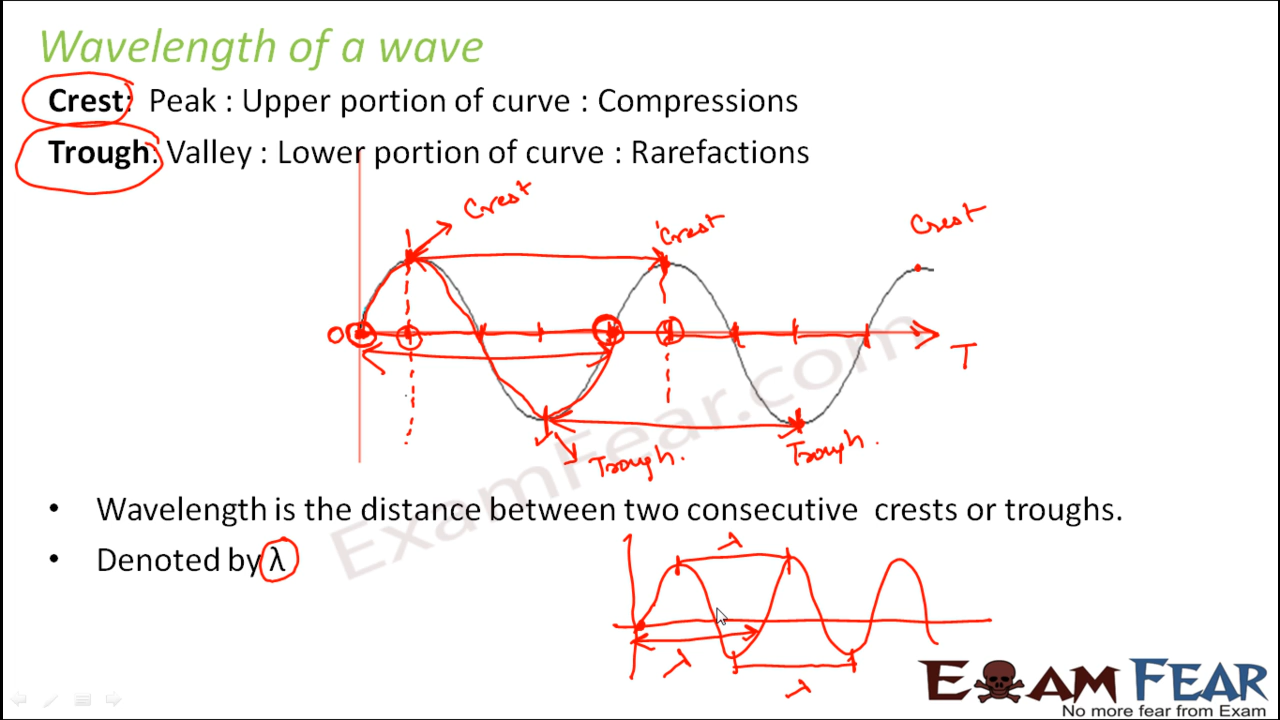 Wavelength of a wave
Crest: Peak : Upper portion of curve : Compressions
Trough: Valley : Lower portion of curve : Rarefactions
Crest
Crest
Crest
O
T
Trough.
Trough.
ExamFear.com
• Wavelength is the distance between two consecutive crests or troughs.
• Denoted by λ
λ
λ
λ
EXAM FEAR
No more fear from Exam